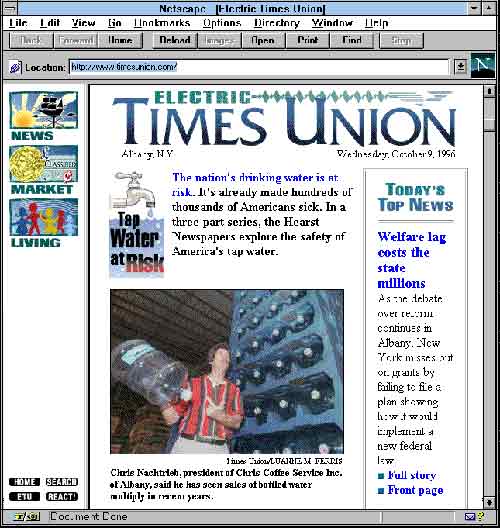 Netscape - [Electric Times Union]
File Edit View Go Bookmarks Options Directory Window Help
Back Forward Home Reload Images Open Print Find Stop
Location: http://www.timesunion.com/
N
ELECTRIC
TIMES UNION
Albany, N.Y. Wednesday, October 9, 1996
NEWS
CLASSIFIED
MARKET
LIVING
Tap
Water
at Risk
The nation's drinking water is at
risk. It's already made hundreds of
thousands of Americans sick. In a
three part series, the Hearst
Newspapers explore the safety of
America's tap water.
Times Union/LUANNE M. FERRIS
Chris Nachtrieb, president of Chris Coffee Service Inc.
of Albany, said he has seen sales of bottled water
multiply in recent years.
TODAY'S
TOP NEWS
Welfare lag
costs the
state
millions
As the debate
over reform
continues in
Albany, New
York misses out
on grants by
failing to file a
plan showing
how it would
implement a
new federal
law.
Full story
Front page
HOME SEARCH
ETU REACT!
Document: Done